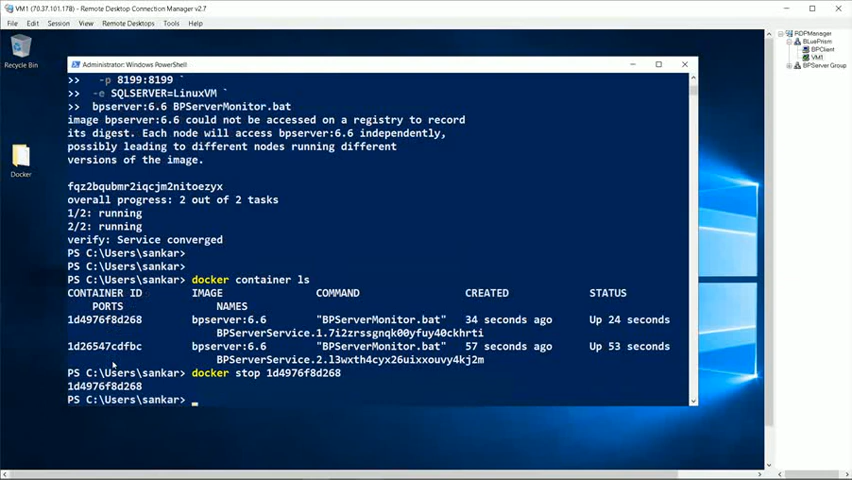 VM1 (70.37.101.178) - Remote Desktop Connection Manager v2.7
File Edit Session View Remote Desktops Tools Help
Recycle Bin
Docker
Administrator: Windows PowerShell
>> -p 8199:8199 `
>> -e SQLSERVER=LinuxVM `
>> bpserver:6.6 BPServerMonitor.bat
image bpserver:6.6 could not be accessed on a registry to record
its digest. Each node will access bpserver:6.6 independently,
possibly leading to different nodes running different
versions of the image.
fqz2bqubmr2iqcjm2nitoezyx
overall progress: 2 out of 2 tasks
1/2: running
2/2: running
verify: Service converged
PS C:\Users\sankar>
PS C:\Users\sankar>
PS C:\Users\sankar> docker container ls
CONTAINER ID IMAGE COMMAND CREATED STATUS
PORTS NAMES
1d4976f8d268 bpserver:6.6 "BPServerMonitor.bat" 34 seconds ago Up 24 seconds
BPServerService.1.7i2zrssgnqk00yfuy40ckhrti
1d26547cdfbc bpserver:6.6 "BPServerMonitor.bat" 57 seconds ago Up 53 seconds
BPServerService.2.l3wxth4cyx26uixxouvy4kj2m
PS C:\Users\sankar> docker stop 1d4976f8d268
1d4976f8d268
PS C:\Users\sankar> _
RDPManager
BLuePrism
BPClient
VM1
BPServer Group